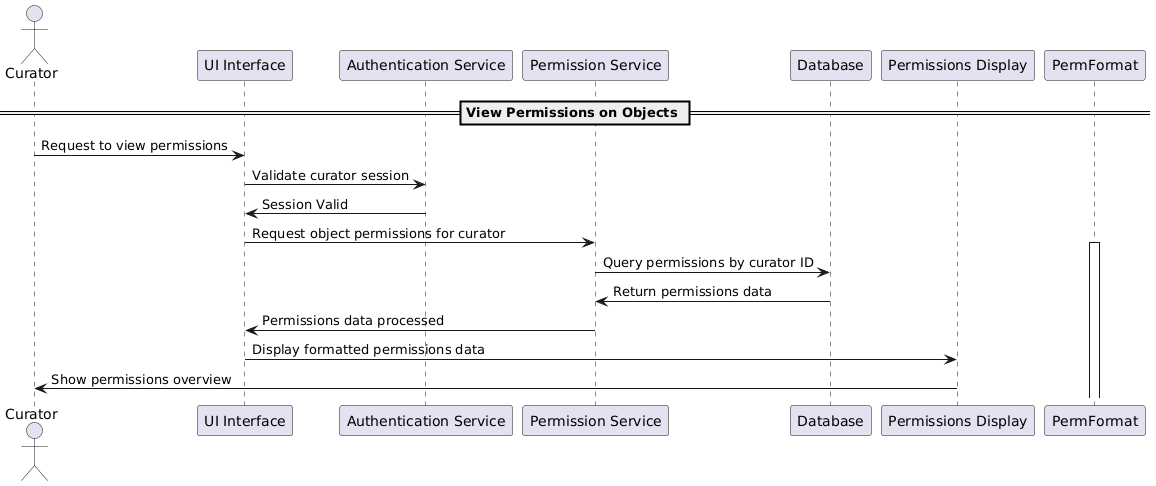 Curator
UI Interface
Authentication Service
Permission Service
Database
Permissions Display
PermFormat
View Permissions on Objects
Request to view permissions
Validate curator session
Session Valid
Request object permissions for curator
Query permissions by curator ID
Return permissions data
Permissions data processed
Display formatted permissions data
Show permissions overview
Curator
UI Interface
Authentication Service
Permission Service
Database
Permissions Display
PermFormat